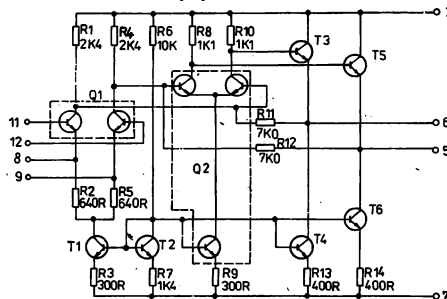 R1 2K4
R4 2K4
R6 10K
R8 1K1
R10 1K1
T3
T5
Q1
11
12
8
9
R11 7K0
R12 7K0
6
5
Q2
R2 640R
R5 640R
T1
T2
T4
T6
R3 300R
R7 1K4
R9 300R
R13 400R
R14 400R